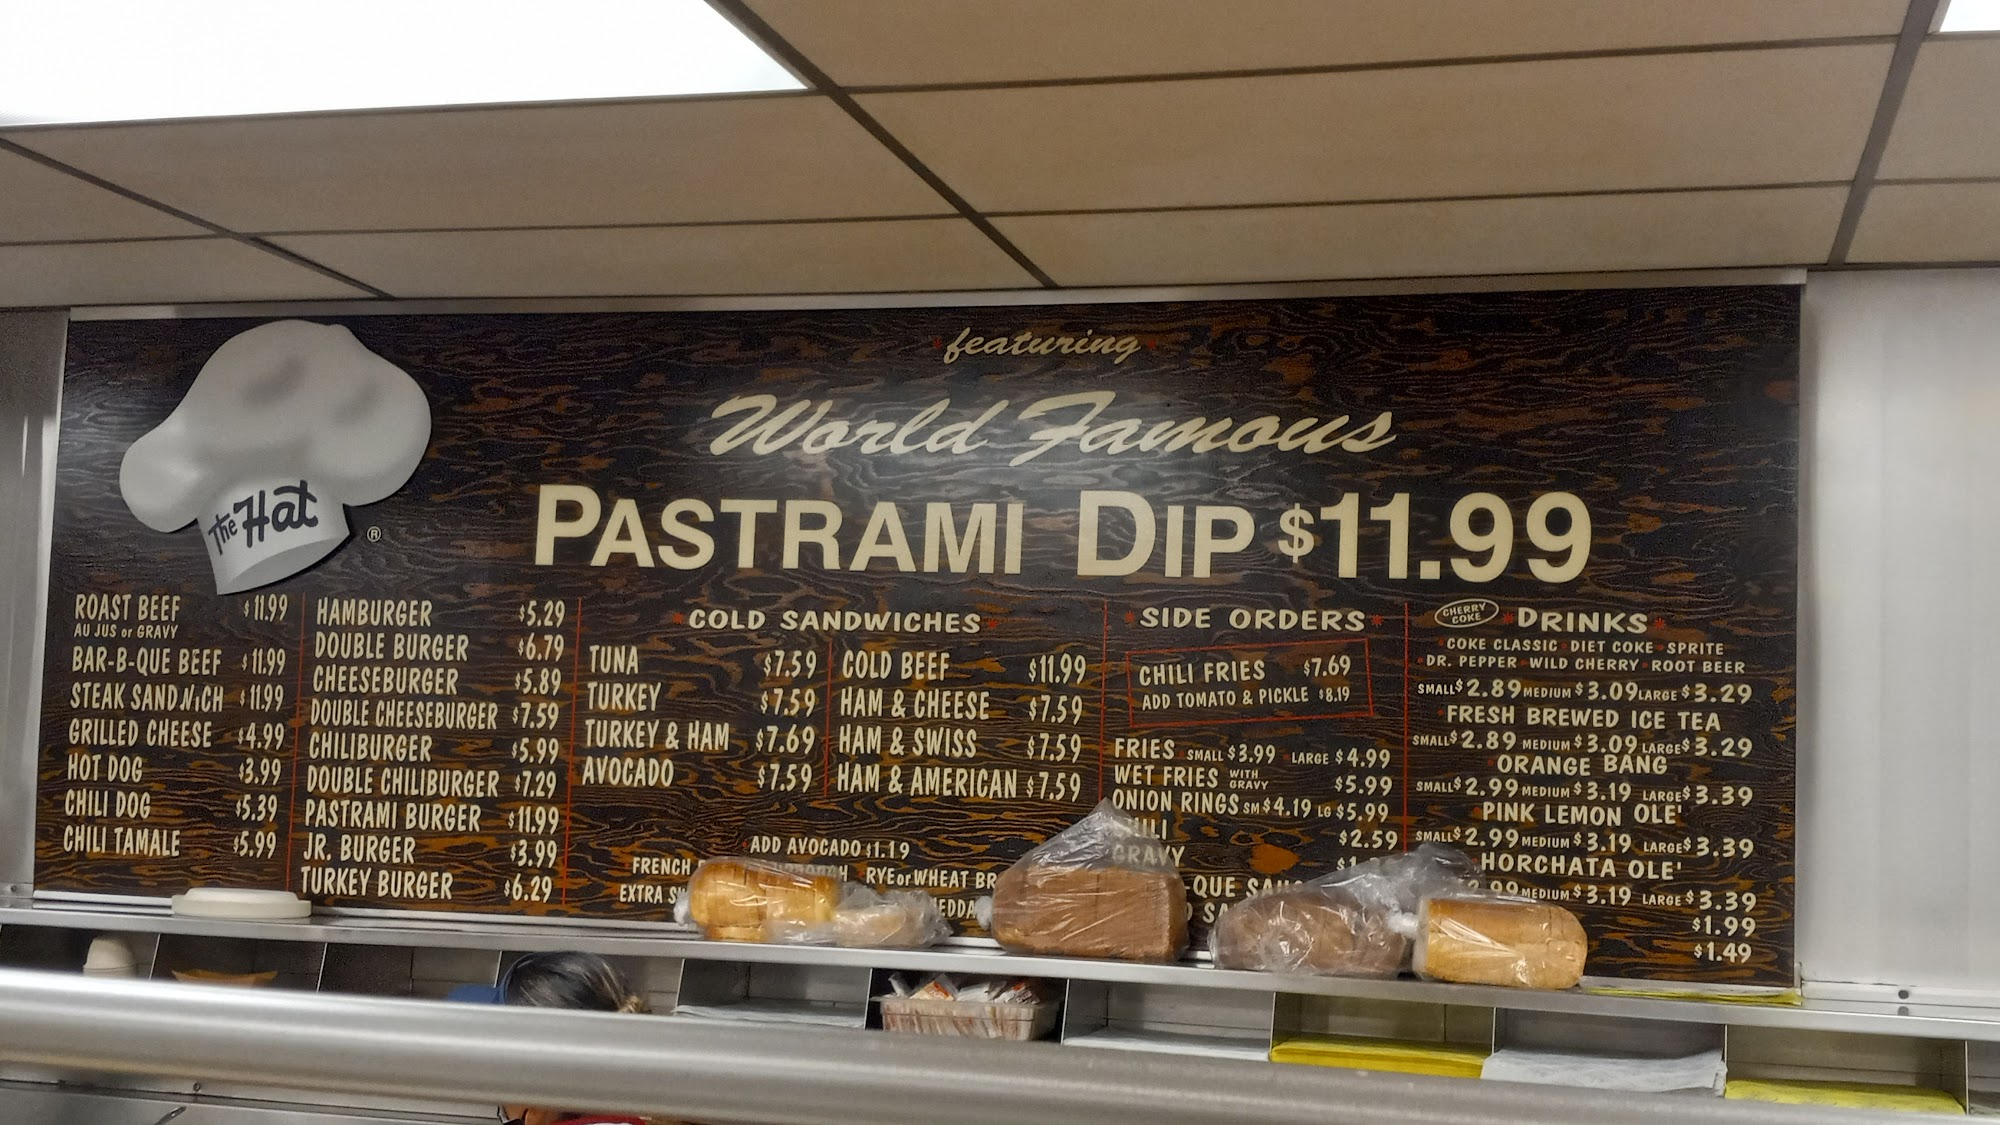 featuring
World Famous
PASTRAMI DIP $11.99
The Hat ®
ROAST BEEF $11.99
AU JUS or GRAVY
BAR-B-QUE BEEF $11.99
STEAK SANDWICH $11.99
GRILLED CHEESE $4.99
HOT DOG $3.99
CHILI DOG $5.39
CHILI TAMALE $5.99
HAMBURGER $5.29
DOUBLE BURGER $6.79
CHEESEBURGER $5.89
DOUBLE CHEESEBURGER $7.59
CHILIBURGER $5.99
DOUBLE CHILIBURGER $7.29
PASTRAMI BURGER $11.99
JR. BURGER $3.99
TURKEY BURGER $6.29
COLD SANDWICHES
TUNA $7.59
TURKEY $7.59
TURKEY & HAM $7.69
AVOCADO $7.59
COLD BEEF $11.99
HAM & CHEESE $7.59
HAM & SWISS $7.59
HAM & AMERICAN $7.59
ADD AVOCADO $1.19
FRENCH RYE or WHEAT
EXTRA
SIDE ORDERS
CHILI FRIES $7.69
ADD TOMATO & PICKLE $8.19
FRIES SMALL $3.99 LARGE $4.99
WET FRIES WITH GRAVY $5.99
ONION RINGS SM $4.19 LG $5.99
$2.59
GRAVY
CHERRY COKE
DRINKS
COKE CLASSIC DIET COKE SPRITE
DR. PEPPER WILD CHERRY ROOT BEER
SMALL $2.89 MEDIUM $3.09 LARGE $3.29
FRESH BREWED ICE TEA
SMALL $2.89 MEDIUM $3.09 LARGE $3.29
ORANGE BANG
SMALL $2.99 MEDIUM $3.19 LARGE $3.39
PINK LEMON OLE'
SMALL $2.99 MEDIUM $3.19 LARGE $3.39
HORCHATA OLE'
MEDIUM $3.19 LARGE $3.39
$1.99
$1.49